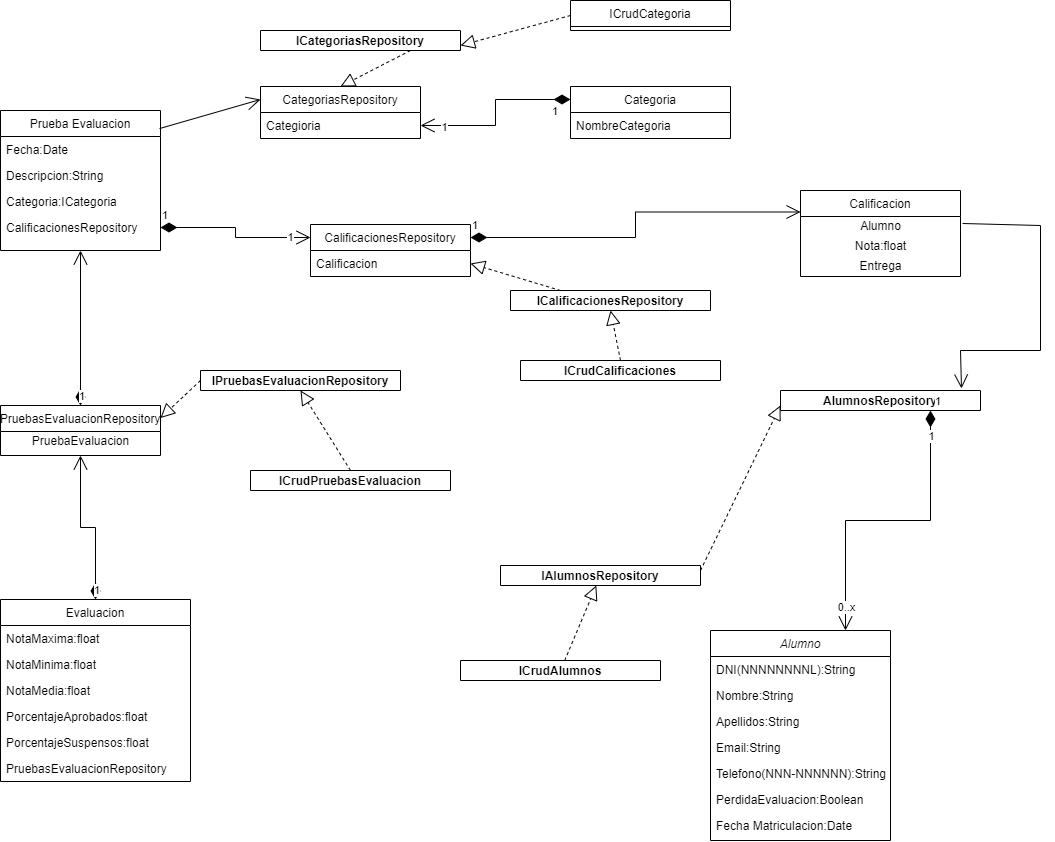 ICrudCategoria
ICategoriasRepository
CategoriasRepository
Categioria
1
1
Categoria
NombreCategoria
Prueba Evaluacion
Fecha:Date
Descripcion:String
Categoria:ICategoria
CalificacionesRepository
1
1
CalificacionesRepository
Calificacion
1
Calificacion
Alumno
Nota:float
Entrega
ICalificacionesRepository
ICrudCalificaciones
1
PruebasEvaluacionRepository
PruebaEvaluacion
IPruebasEvaluacionRepository
ICrudPruebasEvaluacion
AlumnosRepository
1
1
0..x
IAlumnosRepository
ICrudAlumnos
1
Evaluacion
NotaMaxima:float
NotaMinima:float
NotaMedia:float
PorcentajeAprobados:float
PorcentajeSuspensos:float
PruebasEvaluacionRepository
Alumno
DNI(NNNNNNNNL):String
Nombre:String
Apellidos:String
Email:String
Telefono(NNN-NNNNNN):String
PerdidaEvaluacion:Boolean
Fecha Matriculacion:Date